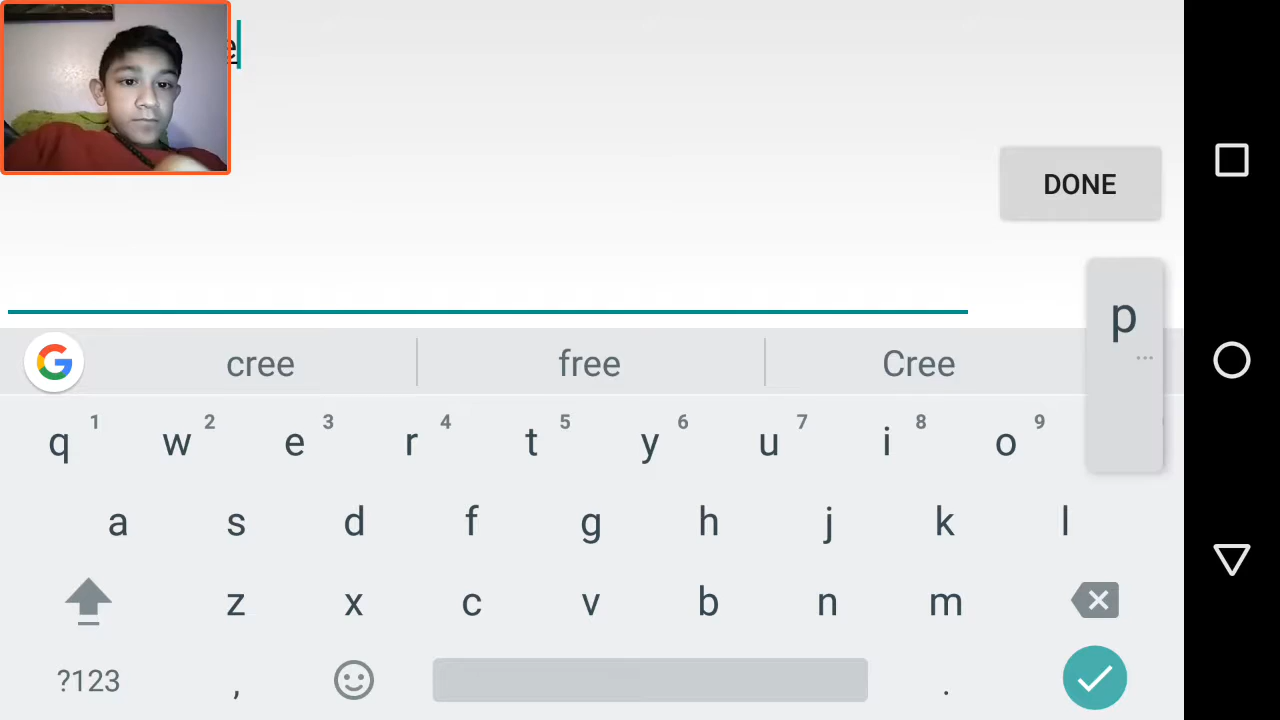 e
DONE
p
...
cree free Cree
q 1 w 2 e 3 r 4 t 5 y 6 u 7 i 8 o 9
a s d f g h j k l
z x c v b n m
?123 , .